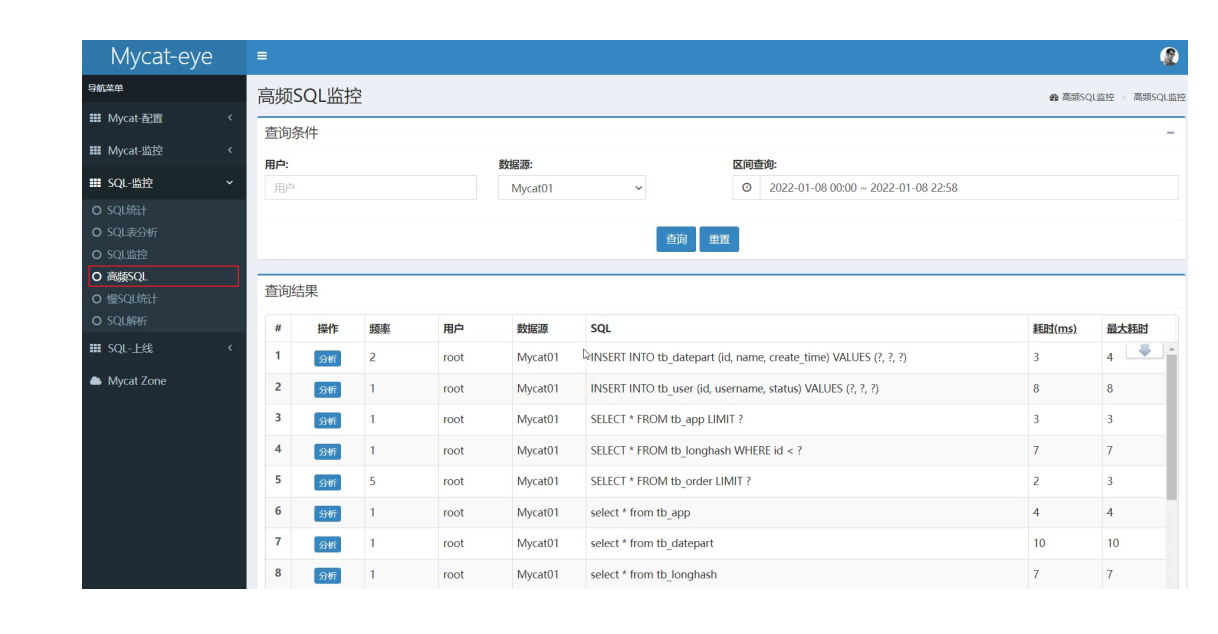 Mycat-eye
导航菜单
Mycat-配置
Mycat-监控
SQL-监控
SQL统计
SQL表分析
SQL监控
高频SQL
慢SQL统计
SQL解析
SQL-上线
Mycat Zone
高频SQL监控
高频SQL监控 > 高频SQL监控
查询条件
用户: 数据源: 区间查询:
用户 Mycat01 2022-01-08 00:00 ~ 2022-01-08 22:58
查询 重置
查询结果
# 操作 频率 用户 数据源 SQL 耗时(ms) 最大耗时
1 分析 2 root Mycat01 INSERT INTO tb_datepart (id, name, create_time) VALUES (?, ?, ?) 3 4
2 分析 1 root Mycat01 INSERT INTO tb_user (id, username, status) VALUES (?, ?, ?) 8 8
3 分析 1 root Mycat01 SELECT * FROM tb_app LIMIT ? 3 3
4 分析 1 root Mycat01 SELECT * FROM tb_longhash WHERE id < ? 7 7
5 分析 5 root Mycat01 SELECT * FROM tb_order LIMIT ? 2 3
6 分析 1 root Mycat01 select * from tb_app 4 4
7 分析 1 root Mycat01 select * from tb_datepart 10 10
8 分析 1 root Mycat01 select * from tb_longhash 7 7